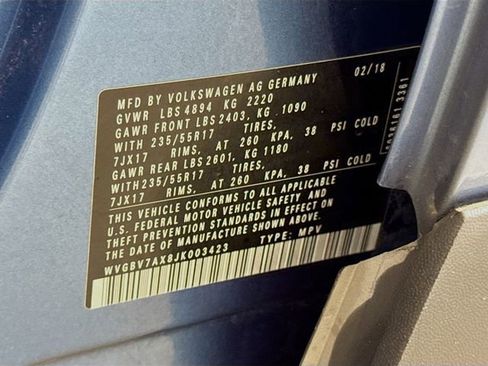 MFD BY VOLKSWAGEN AG GERMANY 02/18
GVWR LBS 4894 KG 2220
GAWR FRONT LBS 2403, KG 1090
WITH 235/55R17 TIRES,
7JX17 RIMS. AT 260 KPA. 38 PSI COLD
GAWR REAR LBS 2601, KG 1180
WITH 235/55R17 TIRES,
7JX17 RIMS. AT 260 KPA. 38 PSI COLD
THIS VEHICLE CONFORMS TO ALL APPLICABLE
U.S. FEDERAL MOTOR VEHICLE SAFETY AND
THEFT PREVENTION STANDARDS IN EFFECT ON
THE DATE OF MANUFACTURE SHOWN ABOVE.
WVGBV7AX8JK003423 TYPE: MPV